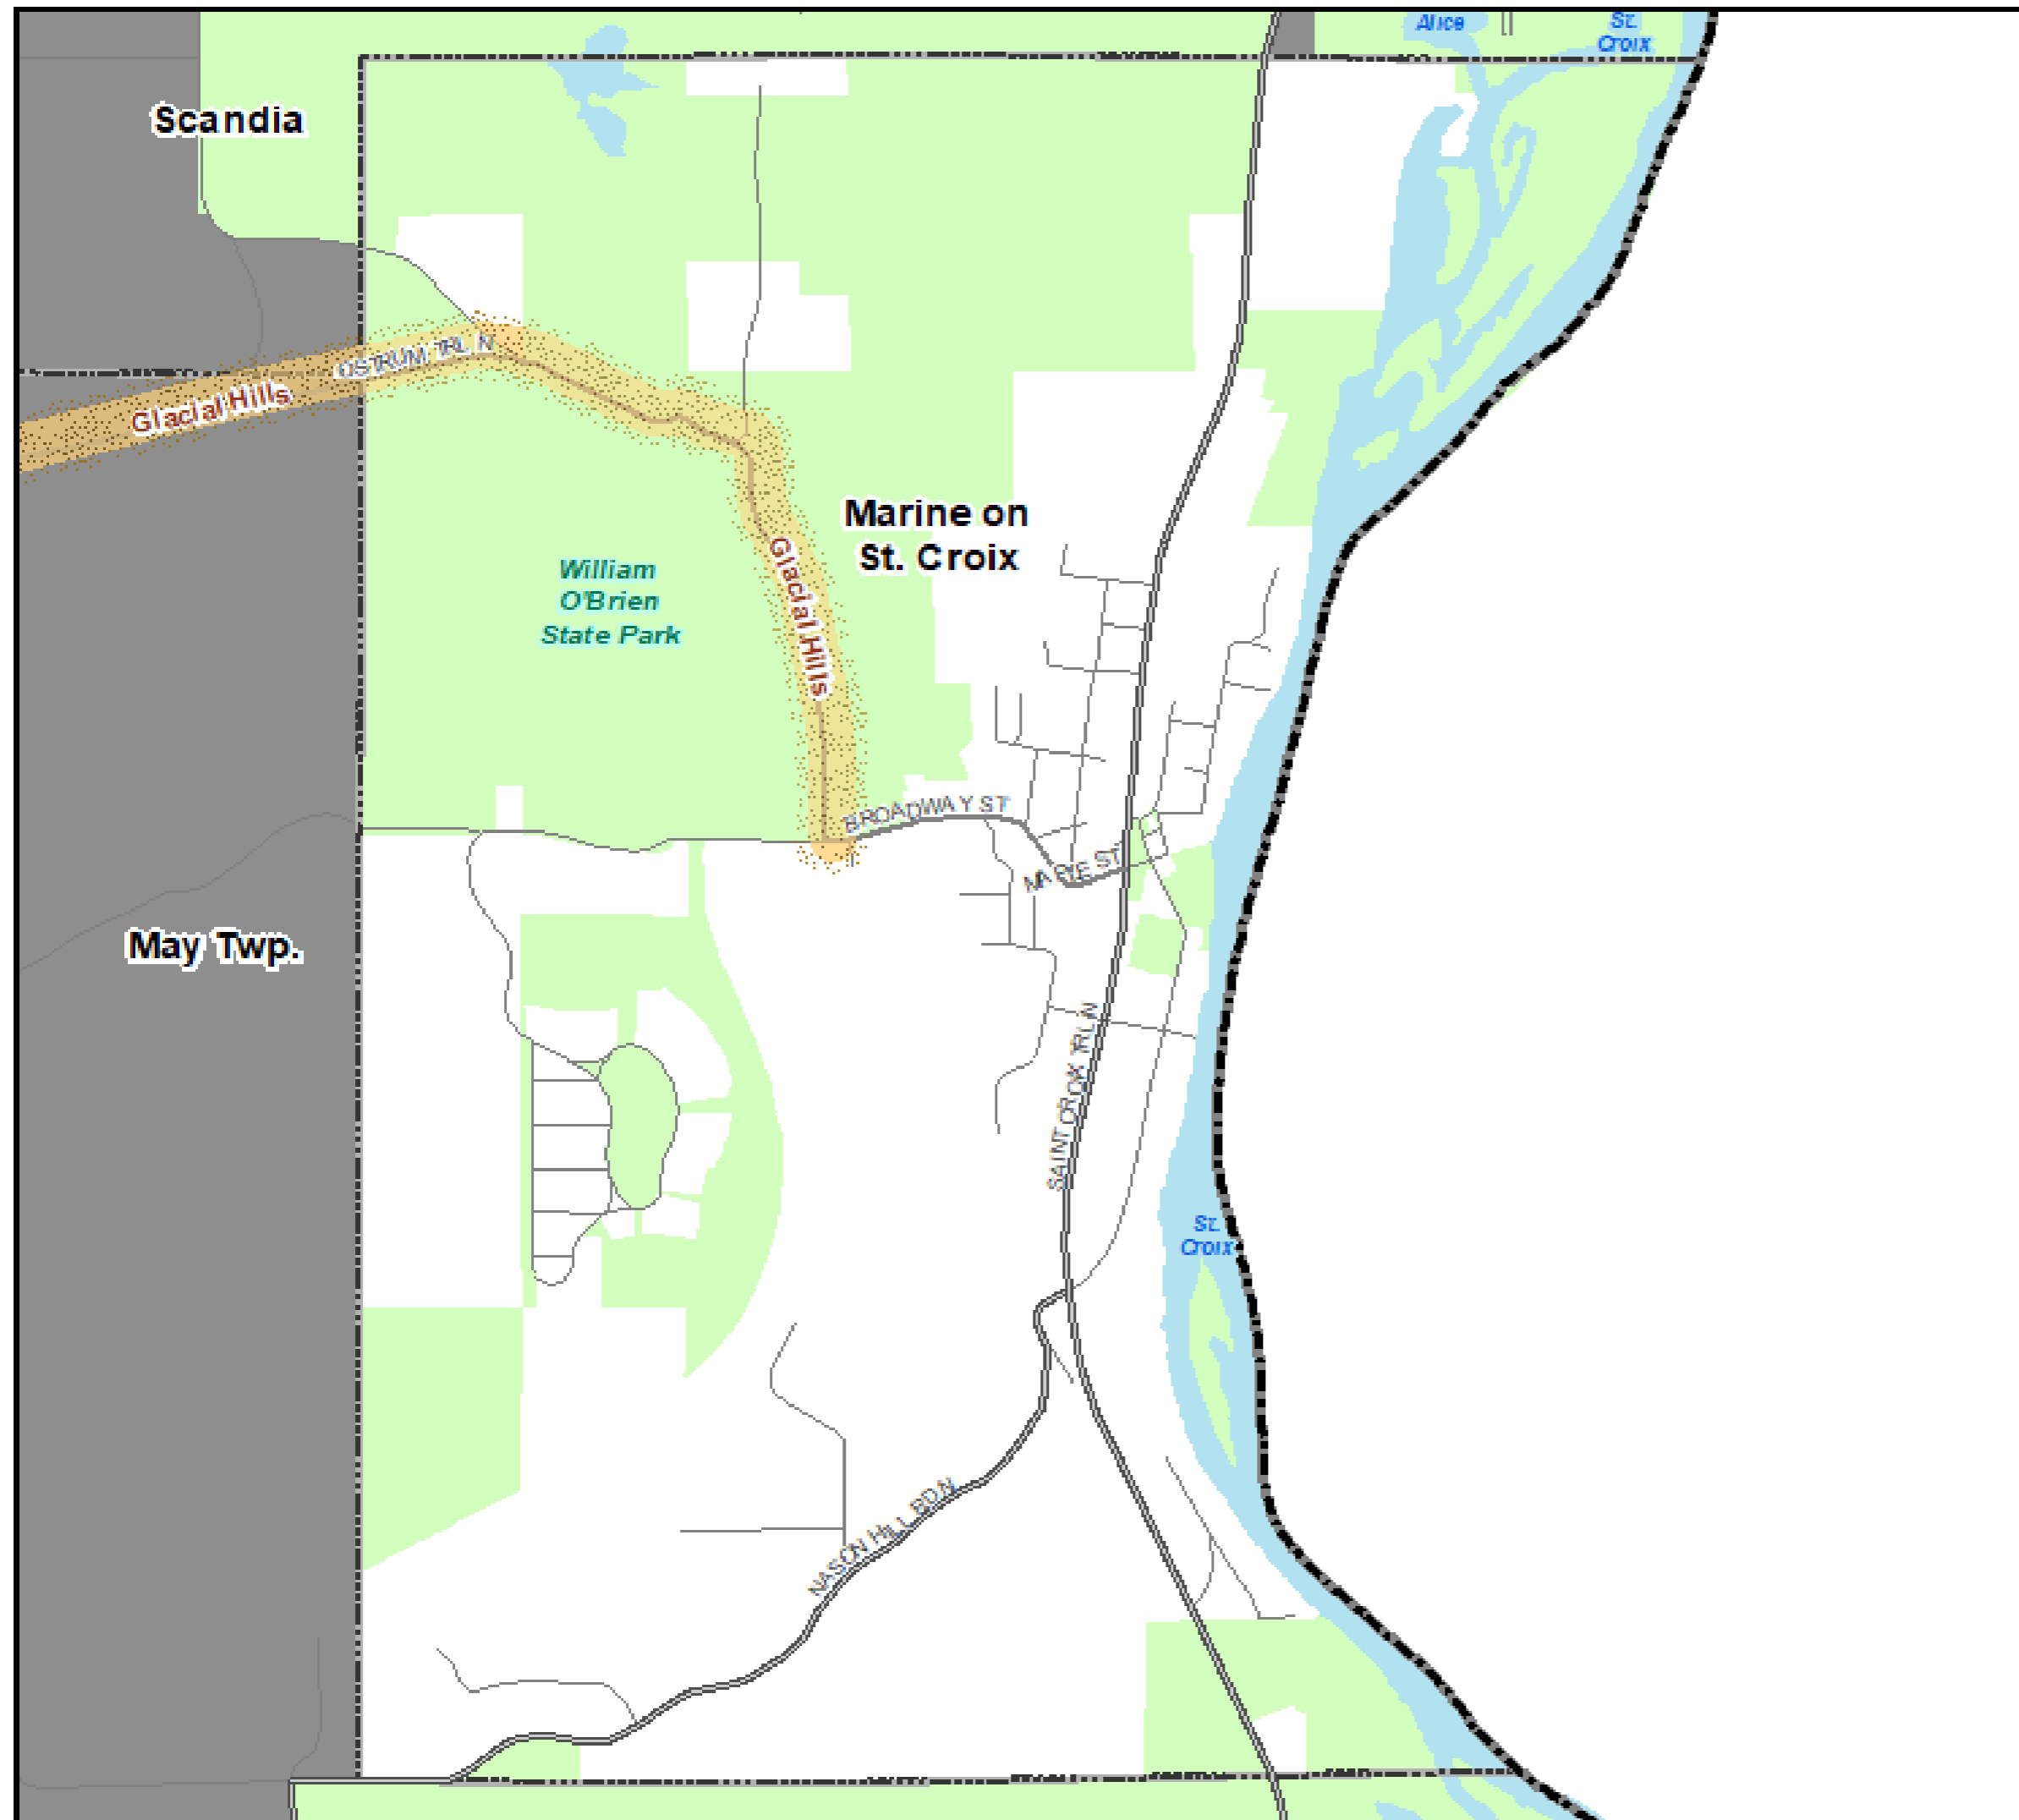 Alice
St.
Croix
Scandia
OSTRUM TRL N
Glacial Hills
Marine on
St. Croix
William
O'Brien
State Park
Glacial Hills
BROADWAY ST
MAPLE ST
May Twp.
SAINT CROIX TRL N
St.
Croix
NASON HILL RD N